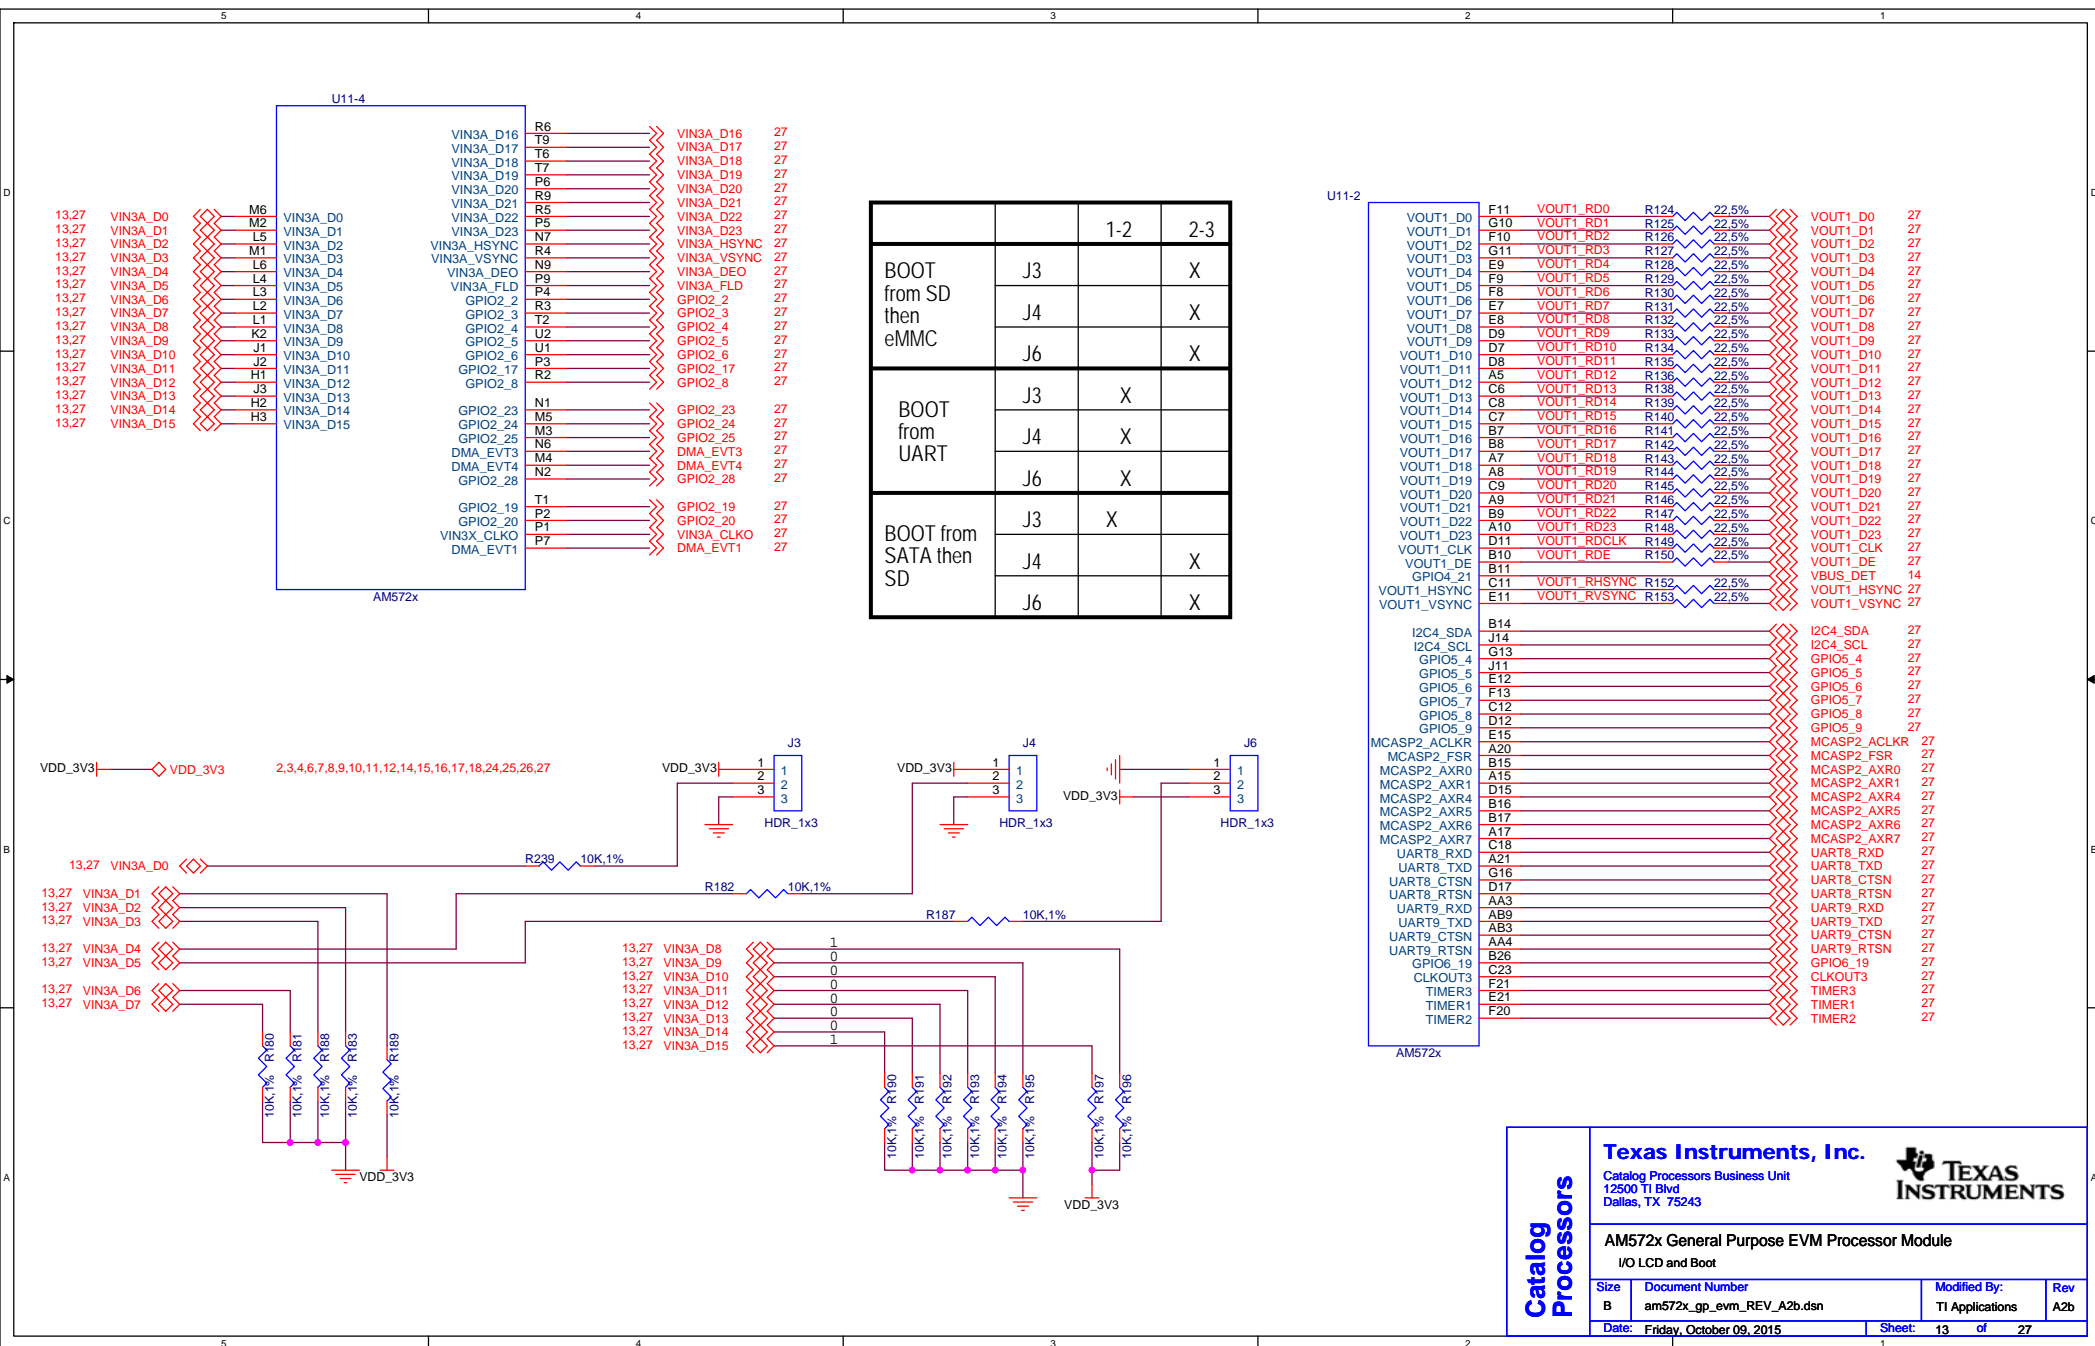 5 4 3 2 1
U11-4
VIN3A_D16 R6 VIN3A_D16 27
VIN3A_D17 T9 VIN3A_D17 27
VIN3A_D18 T6 VIN3A_D18 27
VIN3A_D19 T7 VIN3A_D19 27
VIN3A_D20 P6 VIN3A_D20 27
VIN3A_D21 R9 VIN3A_D21 27
VIN3A_D22 R5 VIN3A_D22 27
VIN3A_D23 P5 VIN3A_D23 27
VIN3A_HSYNC N7 VIN3A_HSYNC 27
VIN3A_VSYNC R4 VIN3A_VSYNC 27
VIN3A_DEO N9 VIN3A_DEO 27
VIN3A_FLD P9 VIN3A_FLD 27
GPIO2_2 P4 GPIO2_2 27
GPIO2_3 R3 GPIO2_3 27
GPIO2_4 T2 GPIO2_4 27
GPIO2_5 U2 GPIO2_5 27
GPIO2_6 U1 GPIO2_6 27
GPIO2_17 P3 GPIO2_17 27
GPIO2_8 R2 GPIO2_8 27
GPIO2_23 N1 GPIO2_23 27
GPIO2_24 M5 GPIO2_24 27
GPIO2_25 M3 GPIO2_25 27
DMA_EVT3 N6 DMA_EVT3 27
DMA_EVT4 M4 DMA_EVT4 27
GPIO2_28 N2 GPIO2_28 27
GPIO2_19 T1 GPIO2_19 27
GPIO2_20 P2 GPIO2_20 27
VIN3X_CLKO P1 VIN3A_CLKO 27
DMA_EVT1 P7 DMA_EVT1 27
13,27 VIN3A_D0 M6 VIN3A_D0
13,27 VIN3A_D1 M2 VIN3A_D1
13,27 VIN3A_D2 L5 VIN3A_D2
13,27 VIN3A_D3 M1 VIN3A_D3
13,27 VIN3A_D4 L6 VIN3A_D4
13,27 VIN3A_D5 L4 VIN3A_D5
13,27 VIN3A_D6 L3 VIN3A_D6
13,27 VIN3A_D7 L2 VIN3A_D7
13,27 VIN3A_D8 L1 VIN3A_D8
13,27 VIN3A_D9 K2 VIN3A_D9
13,27 VIN3A_D10 J1 VIN3A_D10
13,27 VIN3A_D11 J2 VIN3A_D11
13,27 VIN3A_D12 H1 VIN3A_D12
13,27 VIN3A_D13 J3 VIN3A_D13
13,27 VIN3A_D14 H2 VIN3A_D14
13,27 VIN3A_D15 H3 VIN3A_D15
AM572x
1-2 2-3
BOOT
from SD
then
eMMC
J3 X
J4 X
J6 X
BOOT
from
UART
J3 X
J4 X
J6 X
BOOT from
SATA then
SD
J3 X
J4 X
J6 X
U11-2
VOUT1_D0 F11 VOUT1_RD0 R124 22,5% VOUT1_D0 27
VOUT1_D1 G10 VOUT1_RD1 R125 22,5% VOUT1_D1 27
VOUT1_D2 F10 VOUT1_RD2 R126 22,5% VOUT1_D2 27
VOUT1_D3 G11 VOUT1_RD3 R127 22,5% VOUT1_D3 27
VOUT1_D4 E9 VOUT1_RD4 R128 22,5% VOUT1_D4 27
VOUT1_D5 F9 VOUT1_RD5 R129 22,5% VOUT1_D5 27
VOUT1_D6 F8 VOUT1_RD6 R130 22,5% VOUT1_D6 27
VOUT1_D7 E7 VOUT1_RD7 R131 22,5% VOUT1_D7 27
VOUT1_D8 E8 VOUT1_RD8 R132 22,5% VOUT1_D8 27
VOUT1_D9 D9 VOUT1_RD9 R133 22,5% VOUT1_D9 27
VOUT1_D10 D7 VOUT1_RD10 R134 22,5% VOUT1_D10 27
VOUT1_D11 D8 VOUT1_RD11 R135 22,5% VOUT1_D11 27
VOUT1_D12 A5 VOUT1_RD12 R136 22,5% VOUT1_D12 27
VOUT1_D13 C6 VOUT1_RD13 R138 22,5% VOUT1_D13 27
VOUT1_D14 C8 VOUT1_RD14 R139 22,5% VOUT1_D14 27
VOUT1_D15 C7 VOUT1_RD15 R140 22,5% VOUT1_D15 27
VOUT1_D16 B7 VOUT1_RD16 R141 22,5% VOUT1_D16 27
VOUT1_D17 B8 VOUT1_RD17 R142 22,5% VOUT1_D17 27
VOUT1_D18 A7 VOUT1_RD18 R143 22,5% VOUT1_D18 27
VOUT1_D19 A8 VOUT1_RD19 R144 22,5% VOUT1_D19 27
VOUT1_D20 C9 VOUT1_RD20 R145 22,5% VOUT1_D20 27
VOUT1_D21 A9 VOUT1_RD21 R146 22,5% VOUT1_D21 27
VOUT1_D22 B9 VOUT1_RD22 R147 22,5% VOUT1_D22 27
VOUT1_D23 A10 VOUT1_RD23 R148 22,5% VOUT1_D23 27
VOUT1_CLK D11 VOUT1_RDCLK R149 22,5% VOUT1_CLK 27
VOUT1_DE B10 VOUT1_RDE R150 22,5% VOUT1_DE 27
GPIO4_21 B11 VBUS_DET 14
VOUT1_HSYNC C11 VOUT1_RHSYNC R152 22,5% VOUT1_HSYNC 27
VOUT1_VSYNC E11 VOUT1_RVSYNC R153 22,5% VOUT1_VSYNC 27
I2C4_SDA B14 I2C4_SDA 27
I2C4_SCL J14 I2C4_SCL 27
GPIO5_4 G13 GPIO5_4 27
GPIO5_5 J11 GPIO5_5 27
GPIO5_6 E12 GPIO5_6 27
GPIO5_7 F13 GPIO5_7 27
GPIO5_8 C12 GPIO5_8 27
GPIO5_9 D12 GPIO5_9 27
MCASP2_ACLKR E15 MCASP2_ACLKR 27
MCASP2_FSR A20 MCASP2_FSR 27
MCASP2_AXR0 B15 MCASP2_AXR0 27
MCASP2_AXR1 A15 MCASP2_AXR1 27
MCASP2_AXR4 D15 MCASP2_AXR4 27
MCASP2_AXR5 B16 MCASP2_AXR5 27
MCASP2_AXR6 B17 MCASP2_AXR6 27
MCASP2_AXR7 A17 MCASP2_AXR7 27
UART8_RXD C18 UART8_RXD 27
UART8_TXD A21 UART8_TXD 27
UART8_CTSN G16 UART8_CTSN 27
UART8_RTSN D17 UART8_RTSN 27
UART9_RXD AA3 UART9_RXD 27
UART9_TXD AB9 UART9_TXD 27
UART9_CTSN AB3 UART9_CTSN 27
UART9_RTSN AA4 UART9_RTSN 27
GPIO6_19 B26 GPIO6_19 27
CLKOUT3 C23 CLKOUT3 27
TIMER3 F21 TIMER3 27
TIMER1 E21 TIMER1 27
TIMER2 F20 TIMER2 27
AM572x
VDD_3V3 VDD_3V3 2,3,4,6,7,8,9,10,11,12,14,15,16,17,18,24,25,26,27
J3
VDD_3V3 1 1
2 2
3 3
HDR_1x3
J4
VDD_3V3 1 1
2 2
3 3
HDR_1x3
J6
1 1
2 2
VDD_3V3 3 3
HDR_1x3
13,27 VIN3A_D0 R239 10K,1%
13,27 VIN3A_D1 R182 10K,1%
13,27 VIN3A_D2
13,27 VIN3A_D3 R187 10K,1%
13,27 VIN3A_D4
13,27 VIN3A_D5
13,27 VIN3A_D6
13,27 VIN3A_D7
13,27 VIN3A_D8 1
13,27 VIN3A_D9 0
13,27 VIN3A_D10 0
13,27 VIN3A_D11 0
13,27 VIN3A_D12 0
13,27 VIN3A_D13 0
13,27 VIN3A_D14 0
13,27 VIN3A_D15 1
10K,1% R180
10K,1% R181
10K,1% R188
10K,1% R183
10K,1% R189
VDD_3V3
10K,1% R190
10K,1% R191
10K,1% R192
10K,1% R193
10K,1% R194
10K,1% R195
10K,1% R197
10K,1% R196
VDD_3V3
D
C
B
A
Catalog
Processors
Texas Instruments, Inc.
Catalog Processors Business Unit
12500 TI Blvd
Dallas, TX 75243
TEXAS
INSTRUMENTS
AM572x General Purpose EVM Processor Module
I/O LCD and Boot
Size Document Number Modified By: Rev
B am572x_gp_evm_REV_A2b.dsn TI Applications A2b
Date: Friday, October 09, 2015 Sheet: 13 of 27
5 4 3 2 1